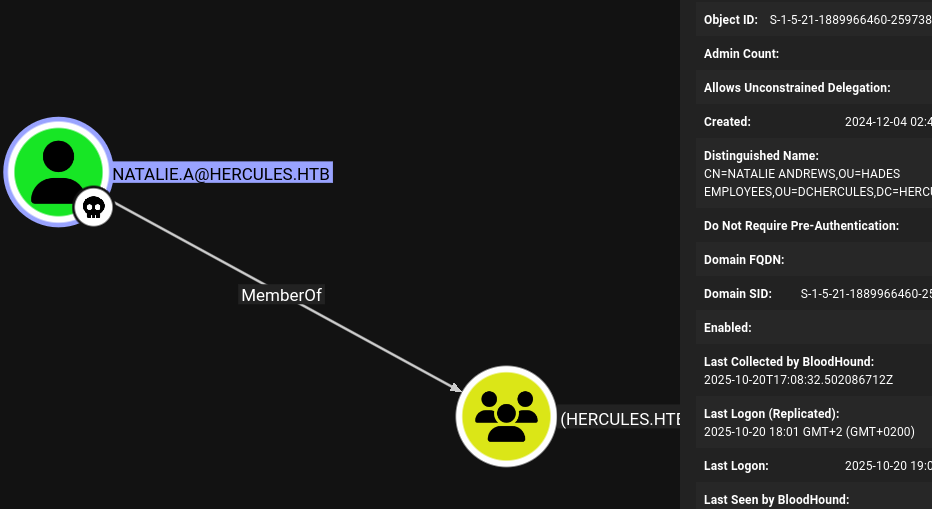 NATALIE.A@HERCULES.HTB
MemberOf
(HERCULES.HTB
Object ID: S-1-5-21-1889966460-259738
Admin Count:
Allows Unconstrained Delegation:
Created: 2024-12-04 02:4
Distinguished Name:
CN=NATALIE ANDREWS,OU=HADES
EMPLOYEES,OU=DCHERCULES,DC=HERCU
Do Not Require Pre-Authentication:
Domain FQDN:
Domain SID: S-1-5-21-1889966460-25
Enabled:
Last Collected by BloodHound:
2025-10-20T17:08:32.502086712Z
Last Logon (Replicated):
2025-10-20 18:01 GMT+2 (GMT+0200)
Last Logon: 2025-10-20 19:0
Last Seen by BloodHound: